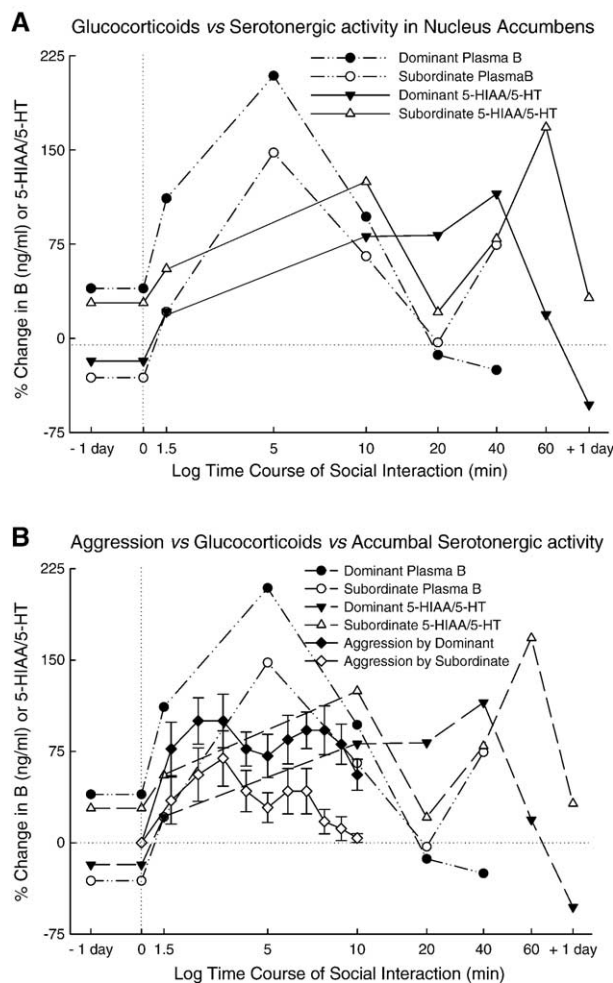 A
Glucocorticoids vs Serotonergic activity in Nucleus Accumbens
Dominant Plasma B
Subordinate PlasmaB
Dominant 5-HIAA/5-HT
Subordinate 5-HIAA/5-HT
% Change in B (ng/ml) or 5-HIAA/5-HT
225
150
75
0
-75
- 1 day 0 1.5 5 10 20 40 60 + 1 day
Log Time Course of Social Interaction (min)
B
Aggression vs Glucocorticoids vs Accumbal Serotonergic activity
Dominant Plasma B
Subordinate Plasma B
Dominant 5-HIAA/5-HT
Subordinate 5-HIAA/5-HT
Aggression by Dominant
Aggression by Subordinate
% Change in B (ng/ml) or 5-HIAA/5-HT
225
150
75
0
-75
- 1 day 0 1.5 5 10 20 40 60 + 1 day
Log Time Course of Social Interaction (min)